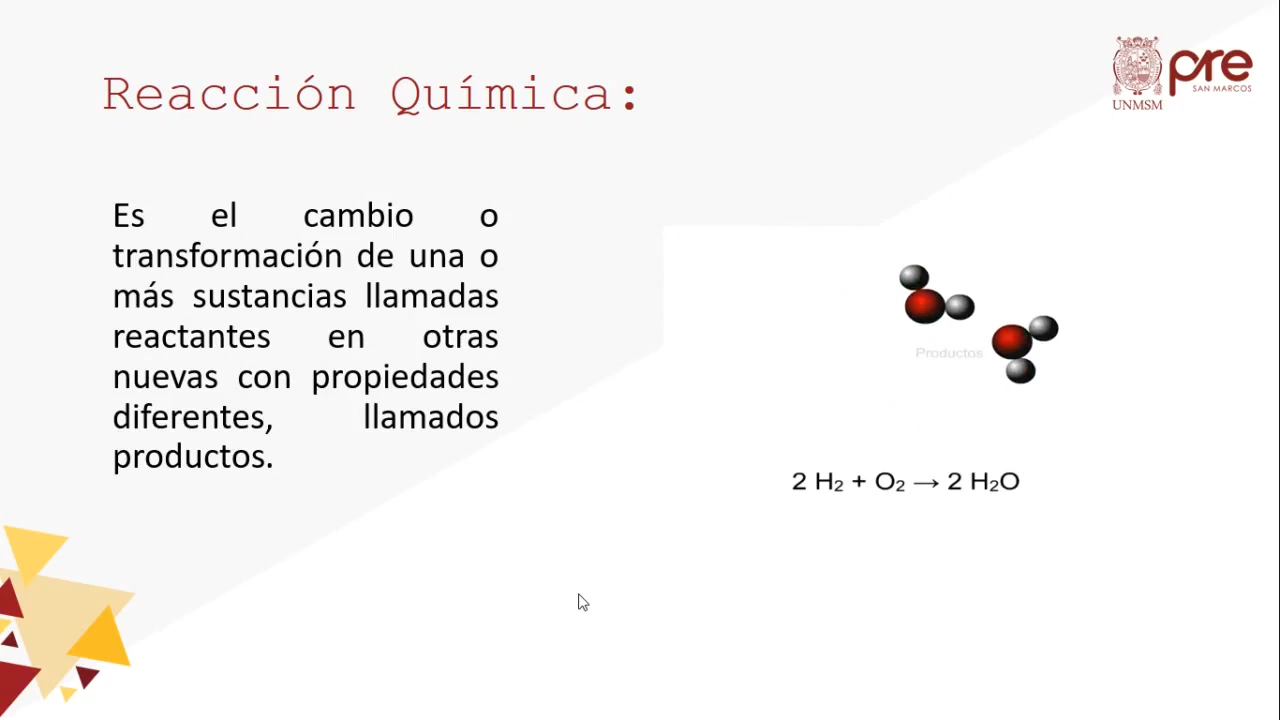 Reacción Química:
pre
SAN MARCOS
UNMSM
Es el cambio o
transformación de una o
más sustancias llamadas
reactantes en otras
nuevas con propiedades
diferentes, llamados
productos.
Productos
2 H₂ + O₂ → 2 H₂O